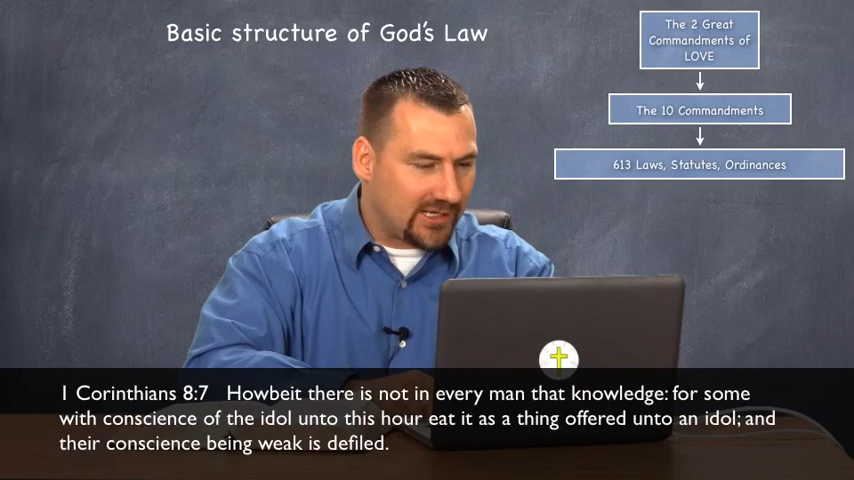 Basic structure of God's Law
The 2 Great
Commandments of
LOVE
The 10 Commandments
613 Laws, Statutes, Ordinances
1 Corinthians 8:7 Howbeit there is not in every man that knowledge: for some
with conscience of the idol unto this hour eat it as a thing offered unto an idol; and
their conscience being weak is defiled.